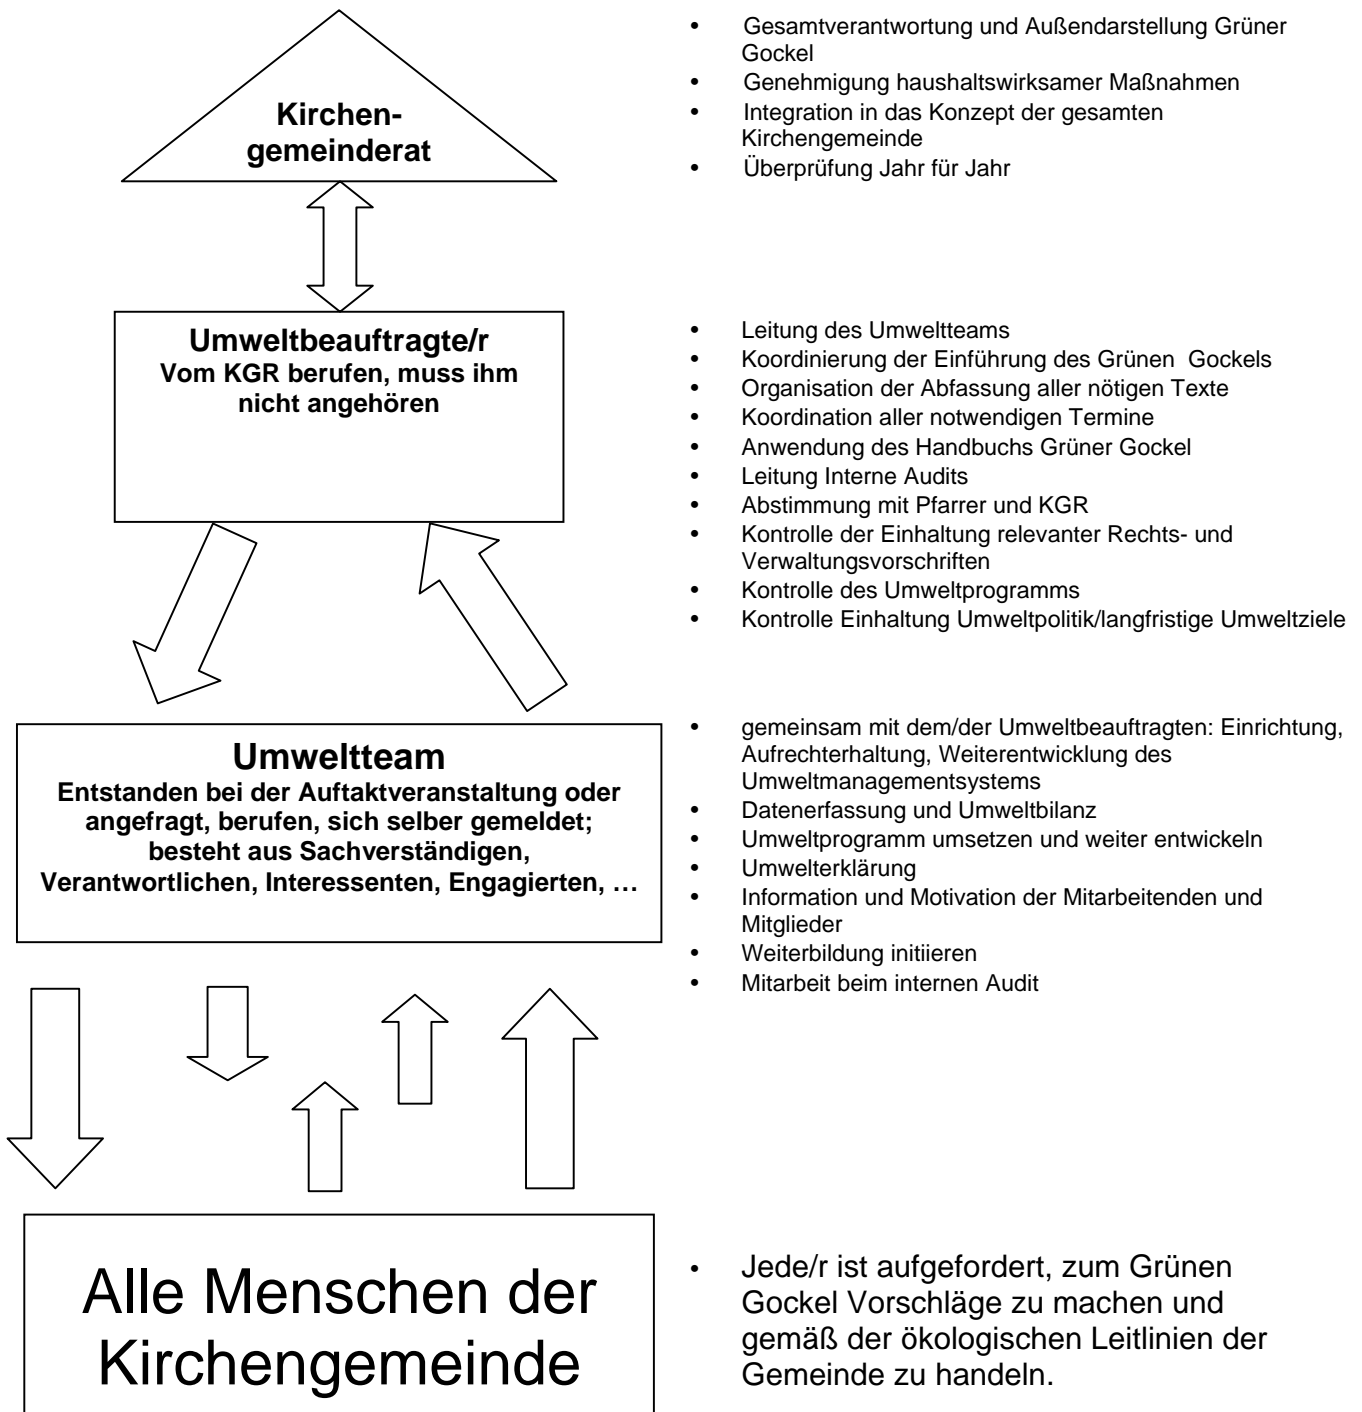 Kirchen-
gemeinderat
• Gesamtverantwortung und Außendarstellung Grüner
Gockel
• Genehmigung haushaltswirksamer Maßnahmen
• Integration in das Konzept der gesamten
Kirchengemeinde
• Überprüfung Jahr für Jahr
Umweltbeauftragte/r
Vom KGR berufen, muss ihm
nicht angehören
• Leitung des Umweltteams
• Koordinierung der Einführung des Grünen Gockels
• Organisation der Abfassung aller nötigen Texte
• Koordination aller notwendigen Termine
• Anwendung des Handbuchs Grüner Gockel
• Leitung Interne Audits
• Abstimmung mit Pfarrer und KGR
• Kontrolle der Einhaltung relevanter Rechts- und
Verwaltungsvorschriften
• Kontrolle des Umweltprogramms
• Kontrolle Einhaltung Umweltpolitik/langfristige Umweltziele
Umweltteam
Entstanden bei der Auftaktveranstaltung oder
angefragt, berufen, sich selber gemeldet;
besteht aus Sachverständigen,
Verantwortlichen, Interessenten, Engagierten, …
• gemeinsam mit dem/der Umweltbeauftragten: Einrichtung,
Aufrechterhaltung, Weiterentwicklung des
Umweltmanagementsystems
• Datenerfassung und Umweltbilanz
• Umweltprogramm umsetzen und weiter entwickeln
• Umwelterklärung
• Information und Motivation der Mitarbeitenden und
Mitglieder
• Weiterbildung initiieren
• Mitarbeit beim internen Audit
Alle Menschen der
Kirchengemeinde
• Jede/r ist aufgefordert, zum Grünen
Gockel Vorschläge zu machen und
gemäß der ökologischen Leitlinien der
Gemeinde zu handeln.